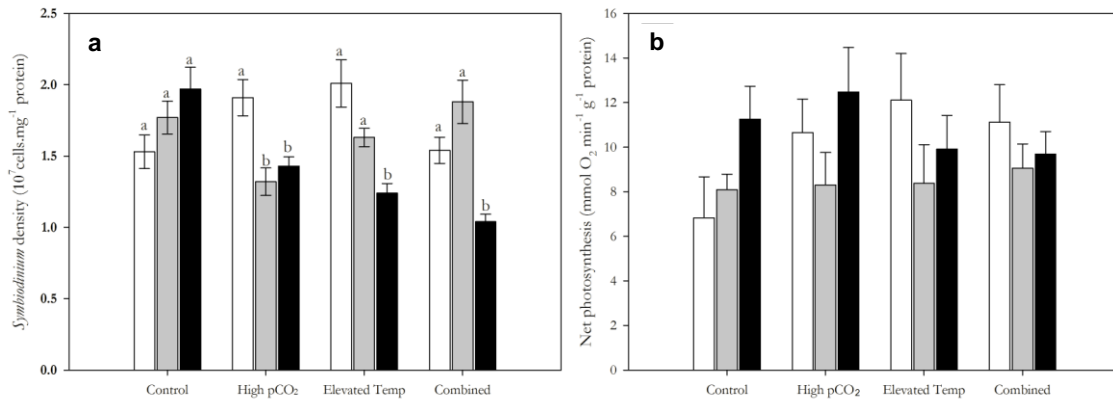 a
2.5
2.0
1.5
1.0
0.5
0.0
Symbiodinium density (10⁷cells.mg⁻¹ protein)
a a a
a b b
a a b
a a b
Control High pCO₂ Elevated Temp Combined
b
16
14
12
10
8
6
4
2
0
Net photosynthesis (mmol O₂ min⁻¹ g⁻¹ protein)
Control High pCO₂ Elevated Temp Combined